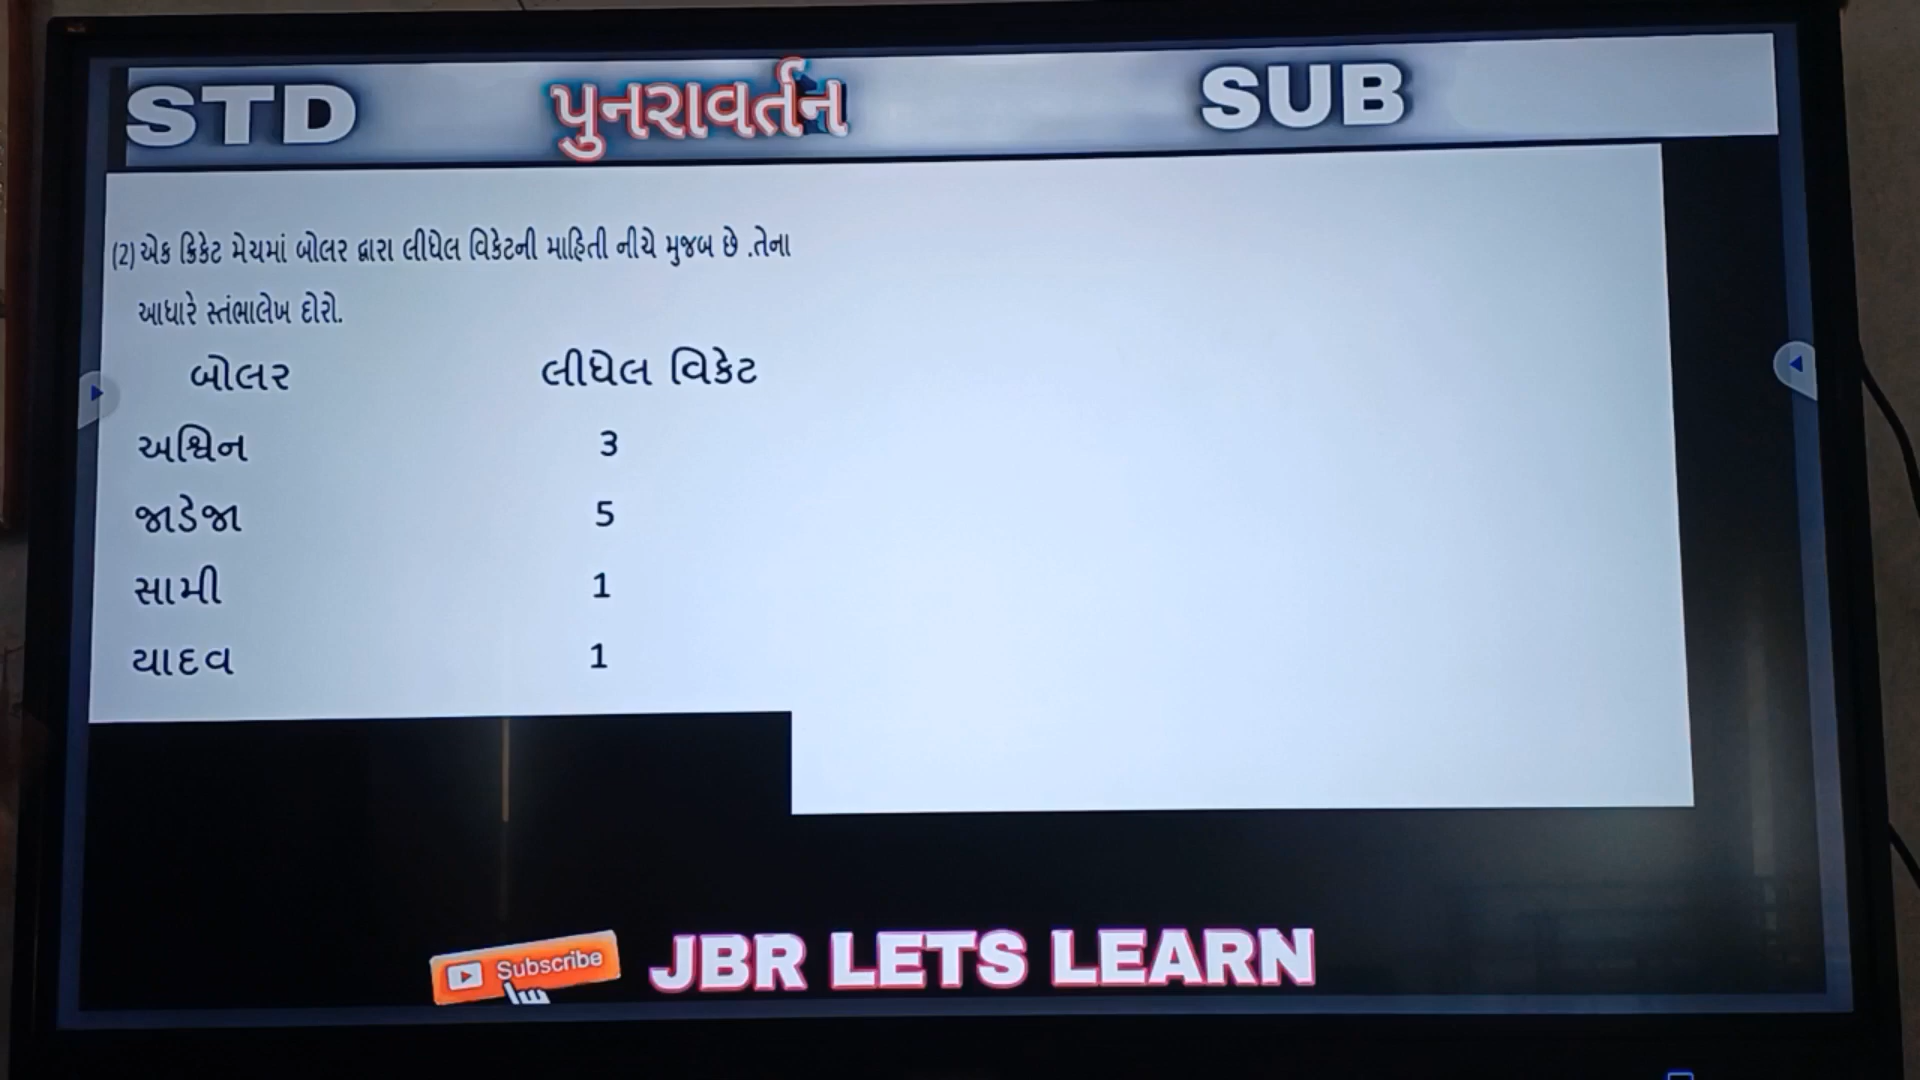 STD પુનરાવર્તન SUB
(2) એક ક્રિકેટ મેચમાં બોલર દ્વારા લીધેલ વિકેટની માહિતી નીચે મુજબ છે .તેના
આધારે સ્તંભાલેખ દોરો.
બોલર લીધેલ વિકેટ
અશ્વિન 3
જાડેજા 5
સામી 1
યાદવ 1
Subscribe JBR LETS LEARN